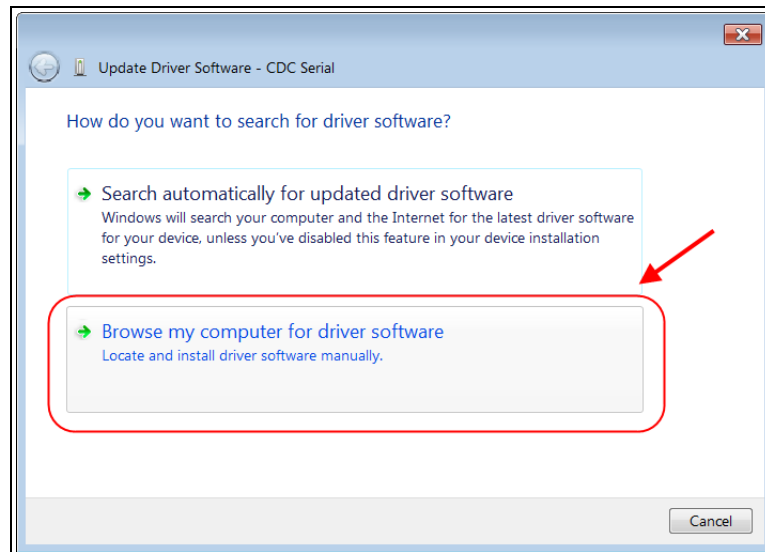 Update Driver Software - CDC Serial
How do you want to search for driver software?
Search automatically for updated driver software
Windows will search your computer and the Internet for the latest driver software
for your device, unless you've disabled this feature in your device installation
settings.
Browse my computer for driver software
Locate and install driver software manually.
Cancel